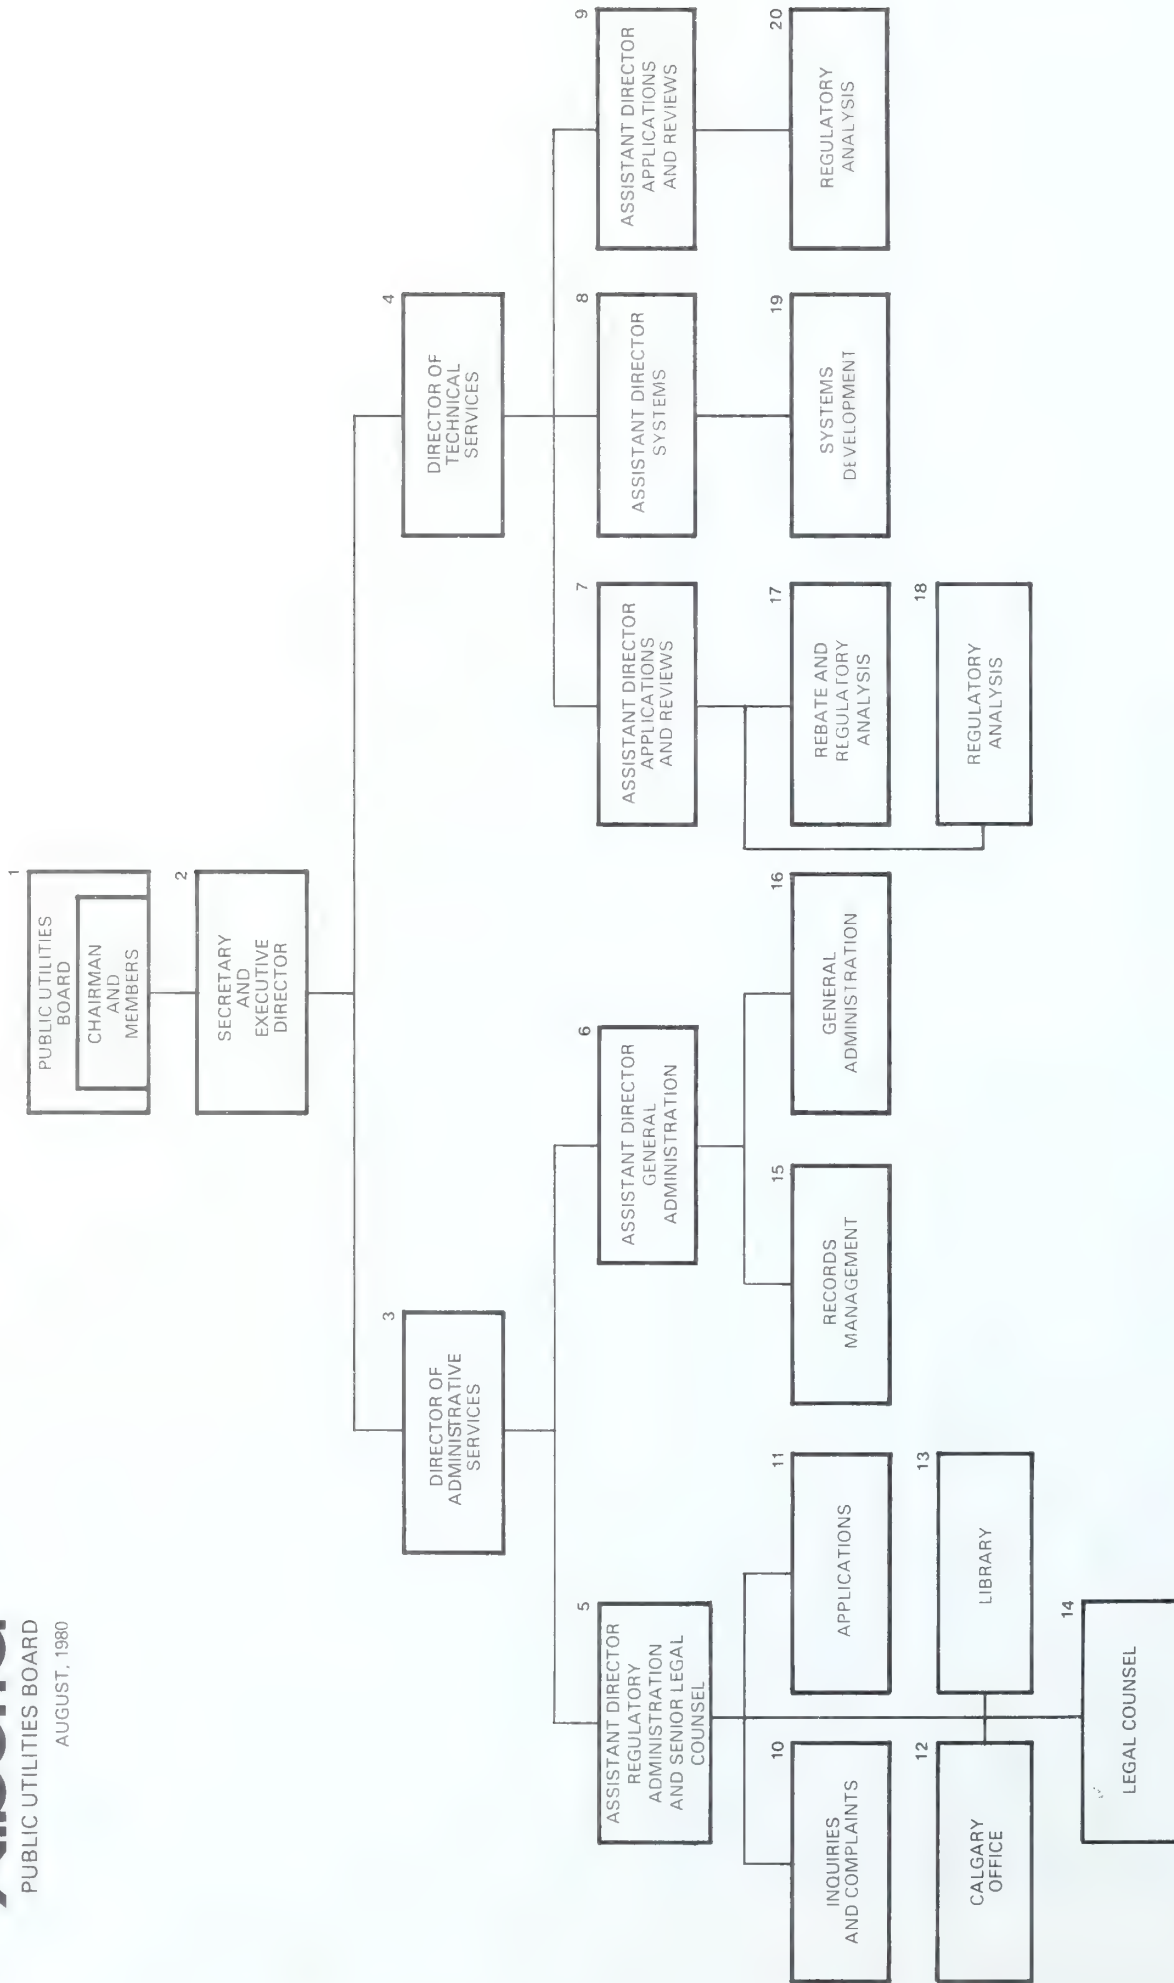 PUBLIC UTILITIES BOARD
AUGUST, 1980
1
PUBLIC UTILITIES
BOARD
CHAIRMAN
AND
MEMBERS
2
SECRETARY
AND
EXECUTIVE
DIRECTOR
3
DIRECTOR OF
ADMINISTRATIVE
SERVICES
4
DIRECTOR OF
TECHNICAL
SERVICES
5
ASSISTANT DIRECTOR
REGULATORY
ADMINISTRATION
AND SENIOR LEGAL
COUNSEL
6
ASSISTANT DIRECTOR
GENERAL
ADMINISTRATION
7
ASSISTANT DIRECTOR
APPLICATIONS
AND REVIEWS
8
ASSISTANT DIRECTOR
SYSTEMS
9
ASSISTANT DIRECTOR
APPLICATIONS
AND REVIEWS
10
INQUIRIES
AND COMPLAINTS
11
APPLICATIONS
15
RECORDS
MANAGEMENT
16
GENERAL
ADMINISTRATION
17
REBATE AND
REGULATORY
ANALYSIS
19
SYSTEMS
DEVELOPMENT
20
REGULATORY
ANALYSIS
12
CALGARY
OFFICE
13
LIBRARY
18
REGULATORY
ANALYSIS
14
LEGAL COUNSEL